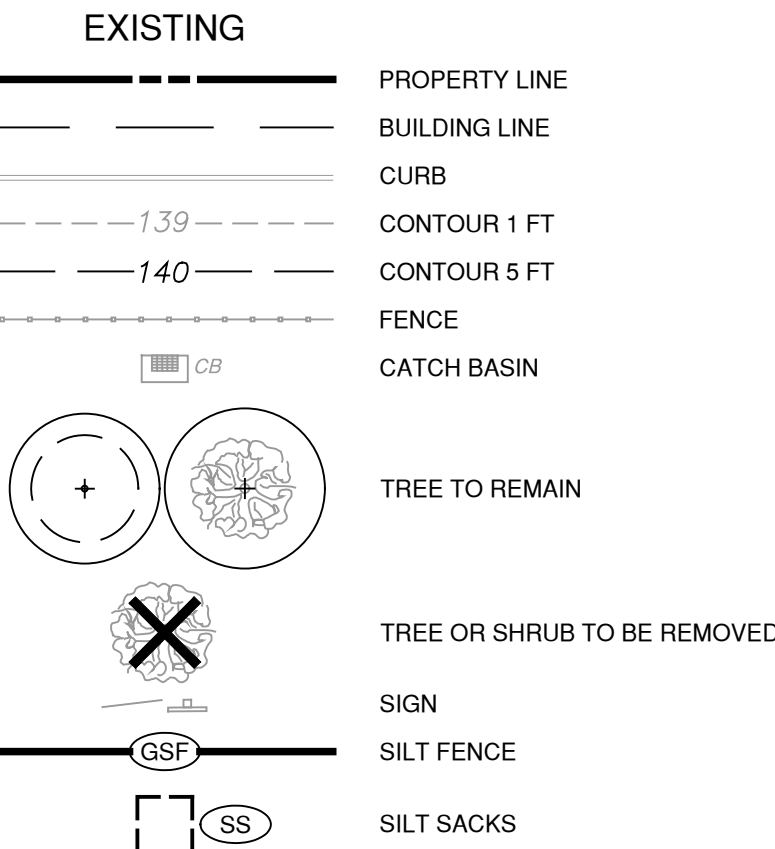 EXISTING
PROPERTY LINE
BUILDING LINE
CURB
139 CONTOUR 1 FT
140 CONTOUR 5 FT
FENCE
CB CATCH BASIN
TREE TO REMAIN
TREE OR SHRUB TO BE REMOVED
SIGN
GSF SILT FENCE
SS SILT SACKS